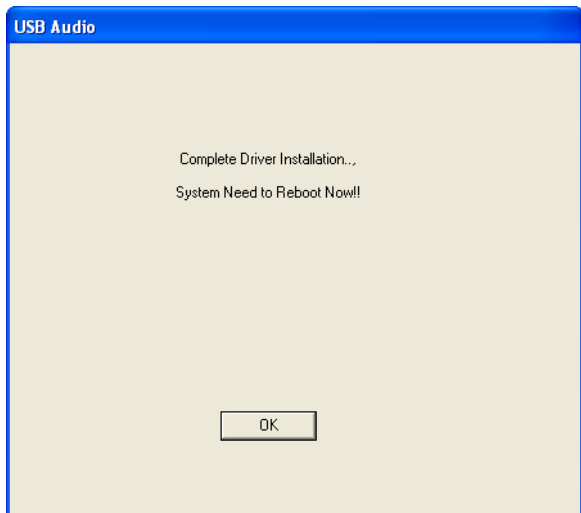 USB Audio
Complete Driver Installation..,
System Need to Reboot Now!!
OK